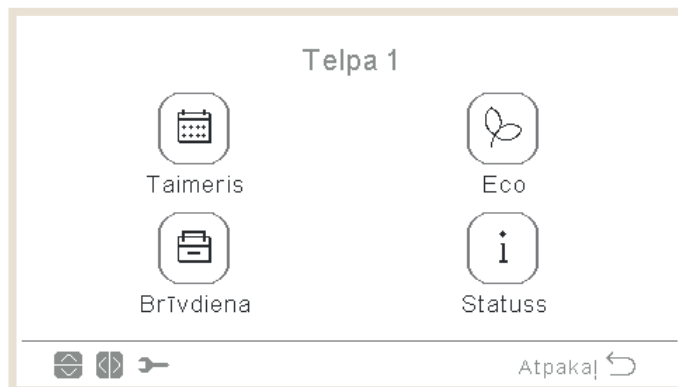 Telpa 1
Taimeris
Eco
Brīvdiena
Statuss
Atpakaļ